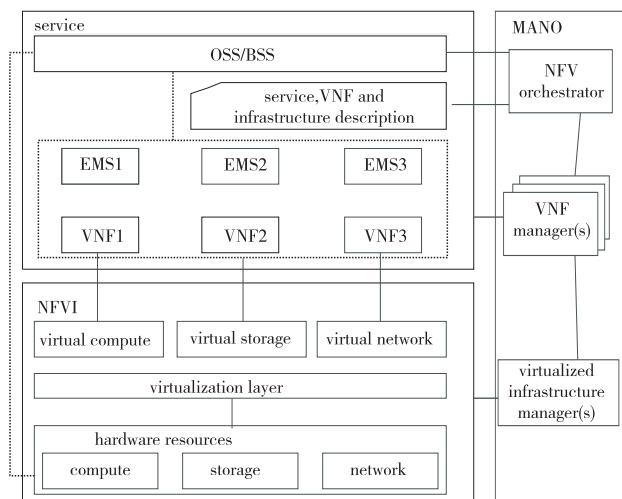 service
MANO
OSS/BSS
NFV
orchestrator
service,VNF and
infrastructure description
EMS1
EMS2
EMS3
VNF1
VNF2
VNF3
VNF
manager(s)
NFVI
virtual compute
virtual storage
virtual network
virtualization layer
virtualized
infrastructure
manager(s)
hardware resources
compute
storage
network